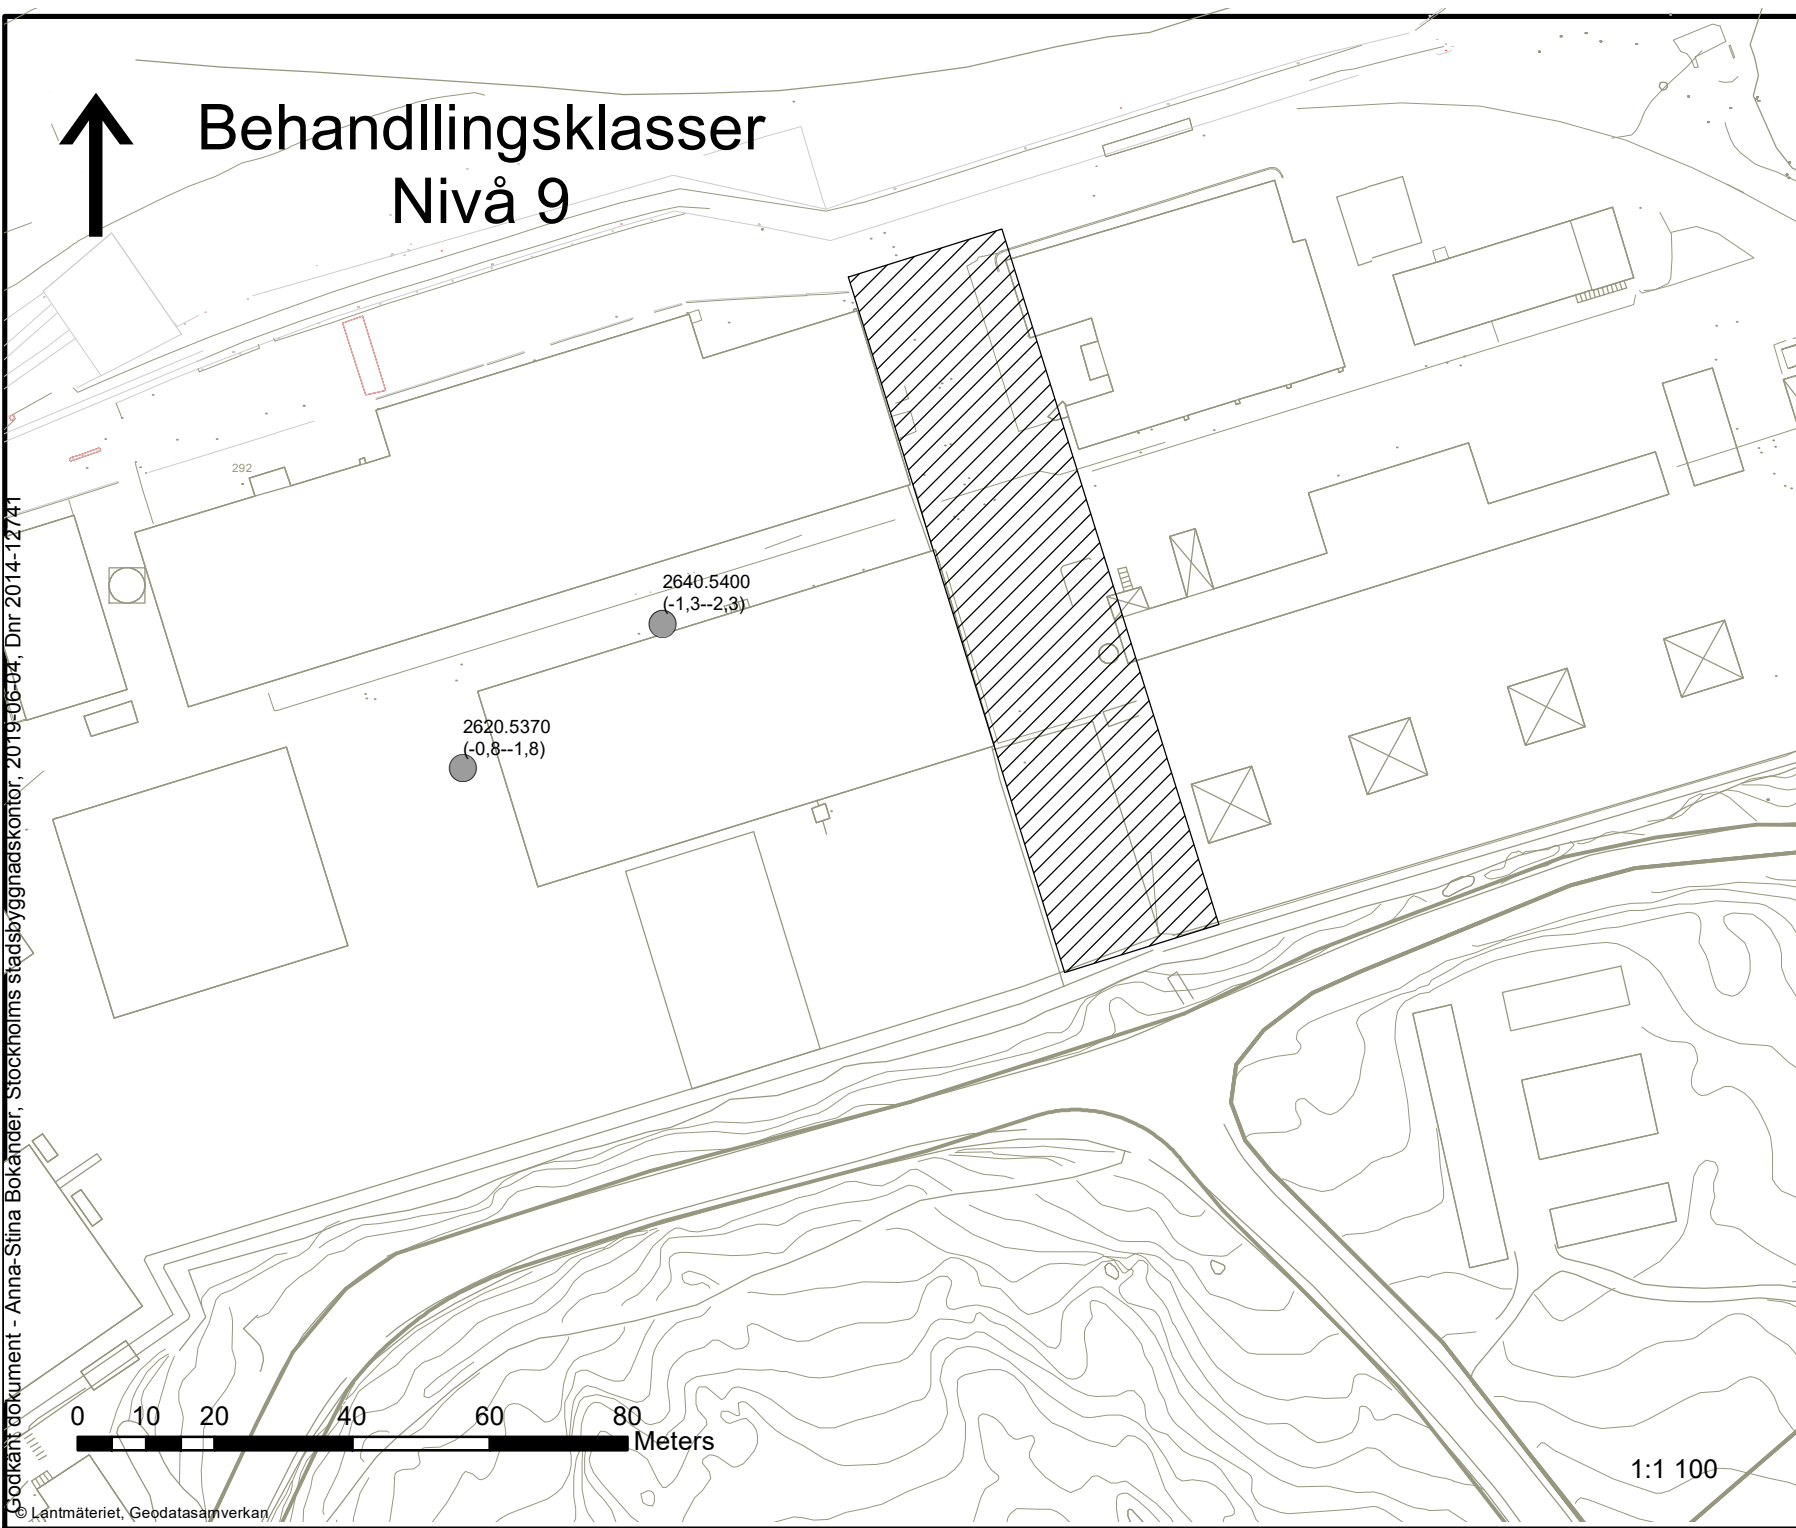 Behandllingsklasser
Nivå 9
292
2640.5400
(-1,3--2,3)
2620.5370
(-0,8--1,8)
Godkänt dokument - Anna-Stina Bokander, Stockholms stadsbyggnadskontor, 2019-06-04, Dnr 2014-12741
0 10 20 40 60 80
Meters
1:1 100
© Lantmäteriet, Geodatasamverkan